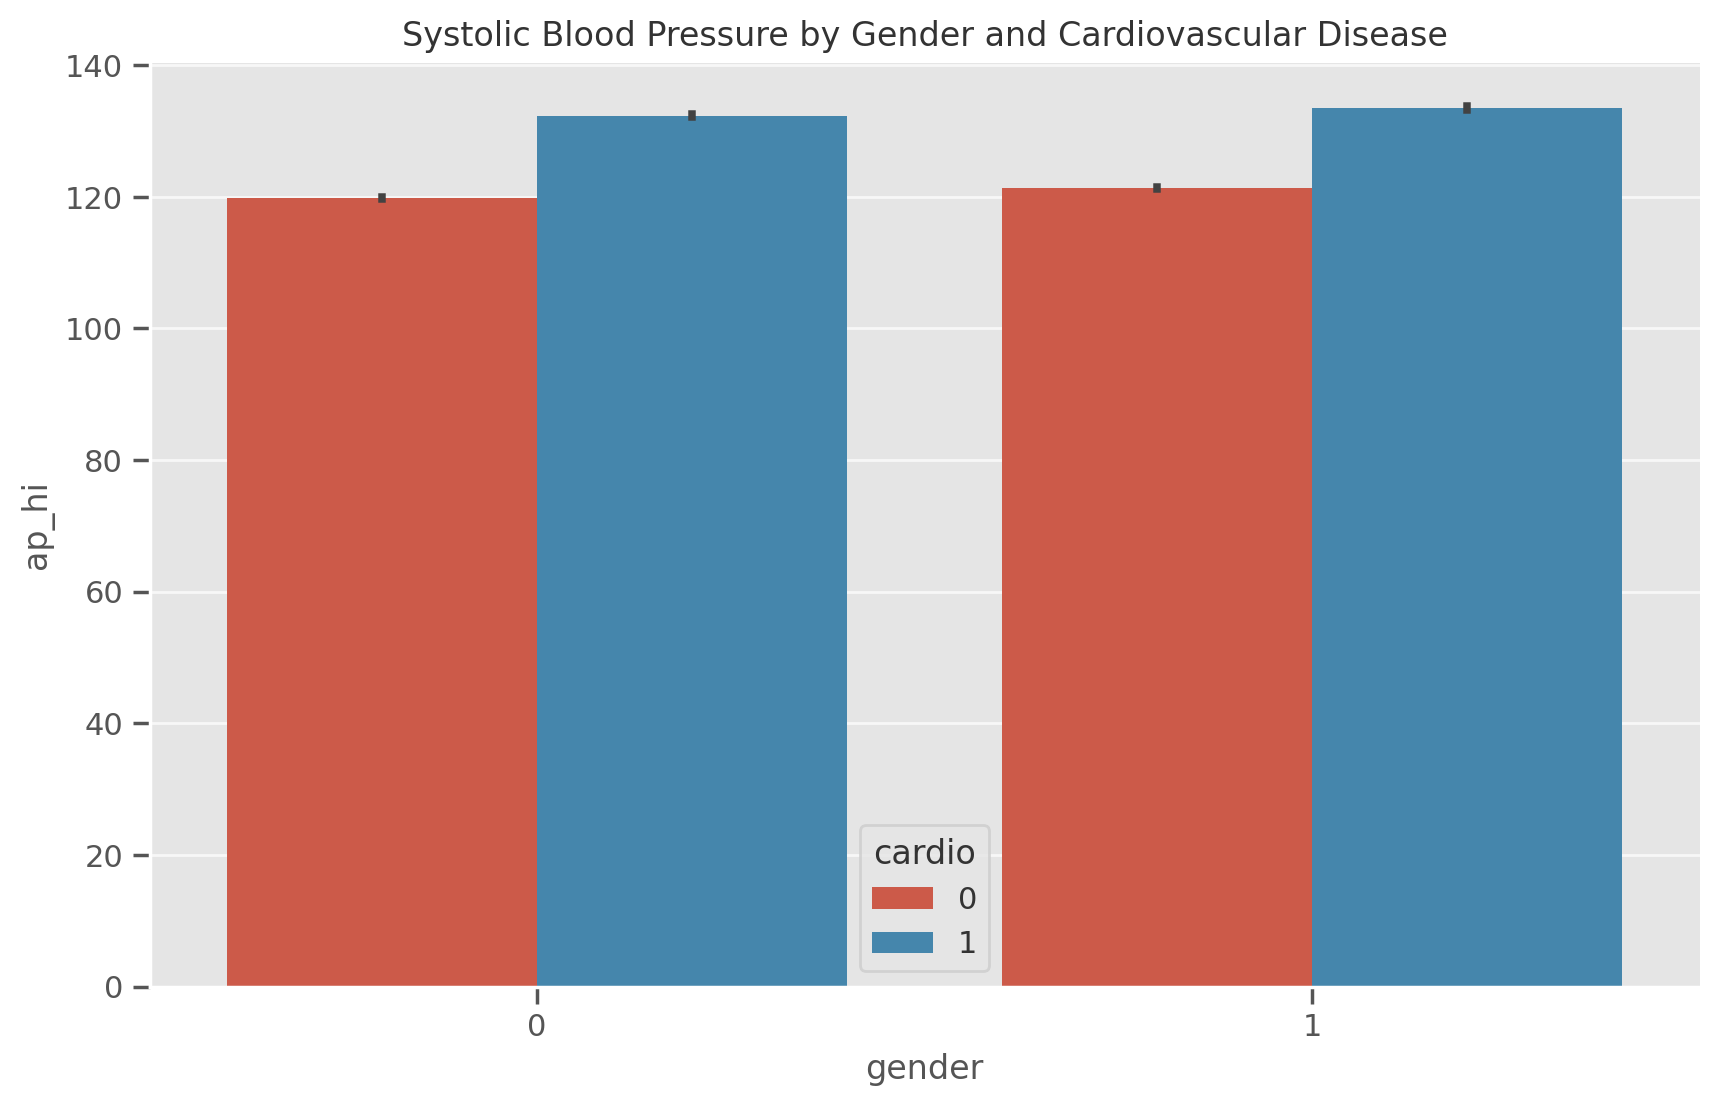 Systolic Blood Pressure by Gender and Cardiovascular Disease
140
120
100
80
60
40
20
0
ap_hi
cardio
0
1
0 1
gender